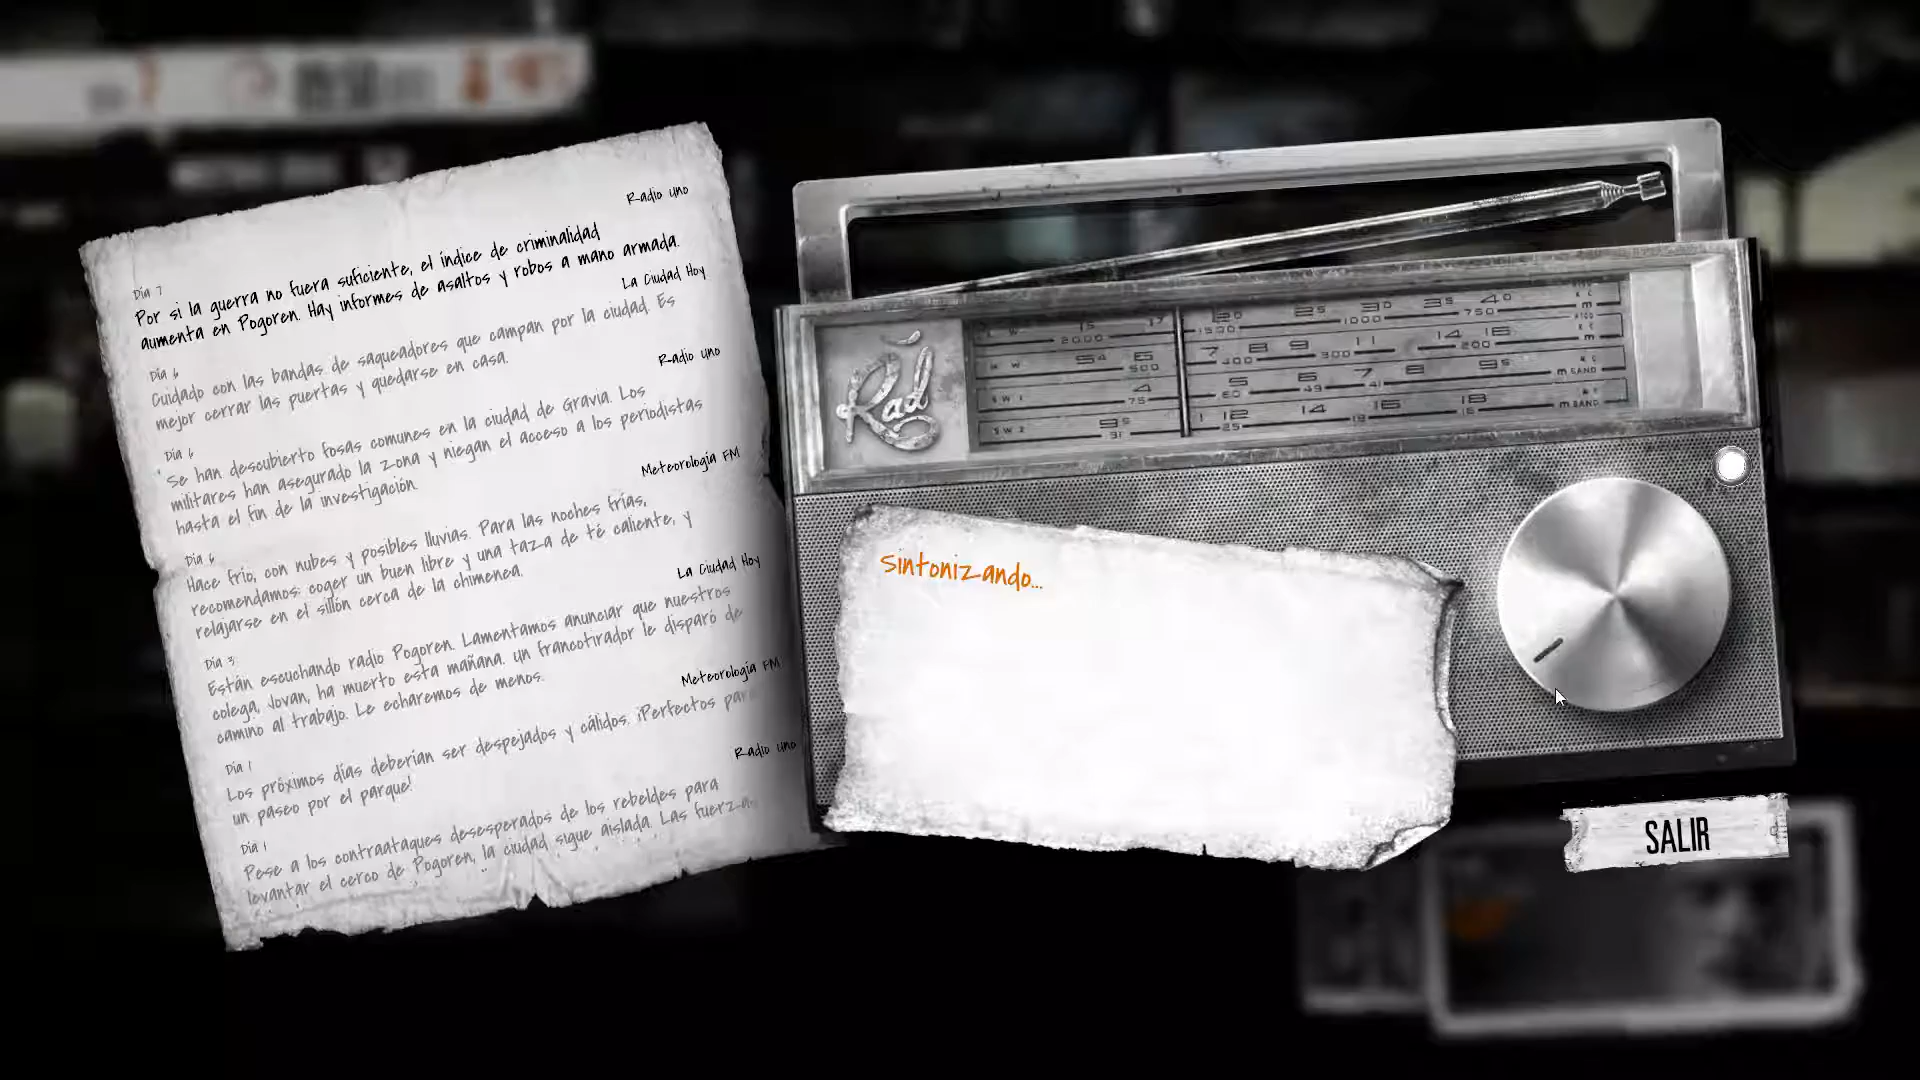 Radio Uno
Día 7
Por si la guerra no fuera suficiente, el índice de criminalidad
aumenta en Pogoren. Hay informes de asaltos y robos a mano armada.
La Ciudad Hoy
Día 6
Cuidado con las bandas de saqueadores que campan por la ciudad. Es
mejor cerrar las puertas y quedarse en casa.
Radio Uno
Día 6
Se han descubierto fosas comunes en la ciudad de Gravia. Los
militares han asegurado la zona y niegan el acceso a los periodistas
hasta el fin de la investigación.
Meteorología FM
Día 6
Hace frío, con nubes y posibles lluvias. Para las noches frías,
recomendamos: coger un buen libre y una taza de té caliente, y
relajarse en el sillón cerca de la chimenea.
La Ciudad Hoy
Día 3
Están escuchando radio Pogoren. Lamentamos anunciar que nuestros
colega, Jovan, ha muerto esta mañana. Un francotirador le disparó de
camino al trabajo. Le echaremos de menos.
Meteorología FM
Día 1
Los próximos días deberían ser despejados y cálidos. ¡Perfectos para
un paseo por el parque!
Radio Uno
Día 1
Pese a los contraataques desesperados de los rebeldes para
levantar el cerco de Pogoren, la ciudad sigue aislada. Las fuerzas
Rad
SW 1
SW 2
Sintonizando...
SALIR